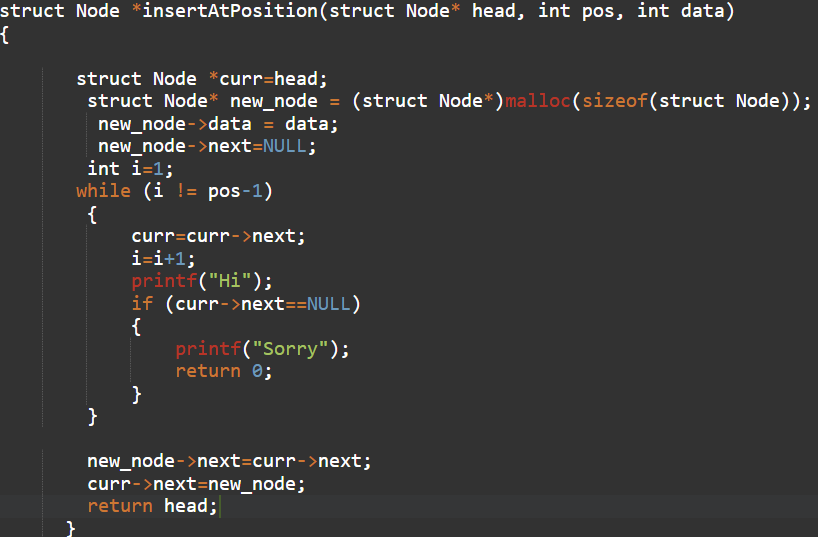 struct Node *insertAtPosition(struct Node* head, int pos, int data)
{
struct Node *curr=head;
struct Node* new_node = (struct Node*)malloc(sizeof(struct Node));
new_node->data = data;
new_node->next=NULL;
int i=1;
while (i != pos-1)
{
curr=curr->next;
i=i+1;
printf("Hi");
if (curr->next==NULL)
{
printf("Sorry");
return 0;
}
}
new_node->next=curr->next;
curr->next=new_node;
return head;
}